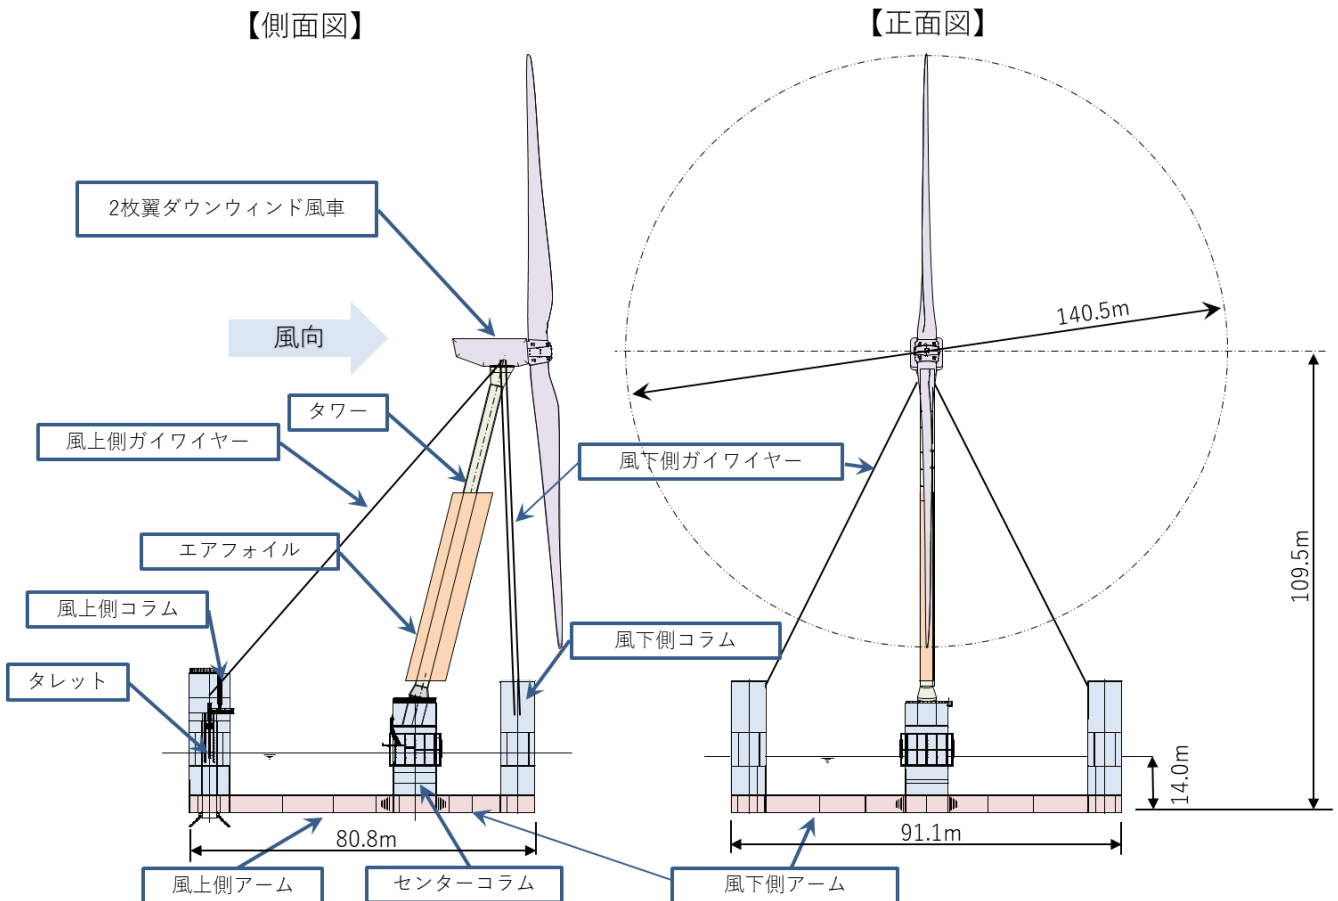 【側面図】
【正面図】
2枚翼ダウンウィンド風車
140.5m
風向
タワー
風上側ガイワイヤー
風下側ガイワイヤー
エアフォイル
109.5m
風上側コラム
風下側コラム
タレット
14.0m
80.8m
91.1m
風上側アーム
センターコラム
風下側アーム